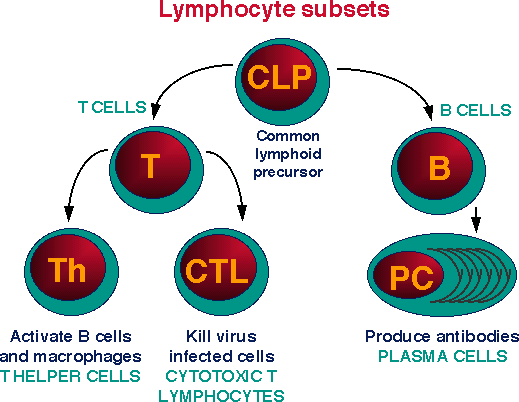 Lymphocyte subsets
CLP
T CELLS
B CELLS
Common
lymphoid
precursor
T
B
Th
CTL
PC
Activate B cells
and macrophages
T HELPER CELLS
Kill virus
infected cells
CYTOTOXIC T
LYMPHOCYTES
Produce antibodies
PLASMA CELLS